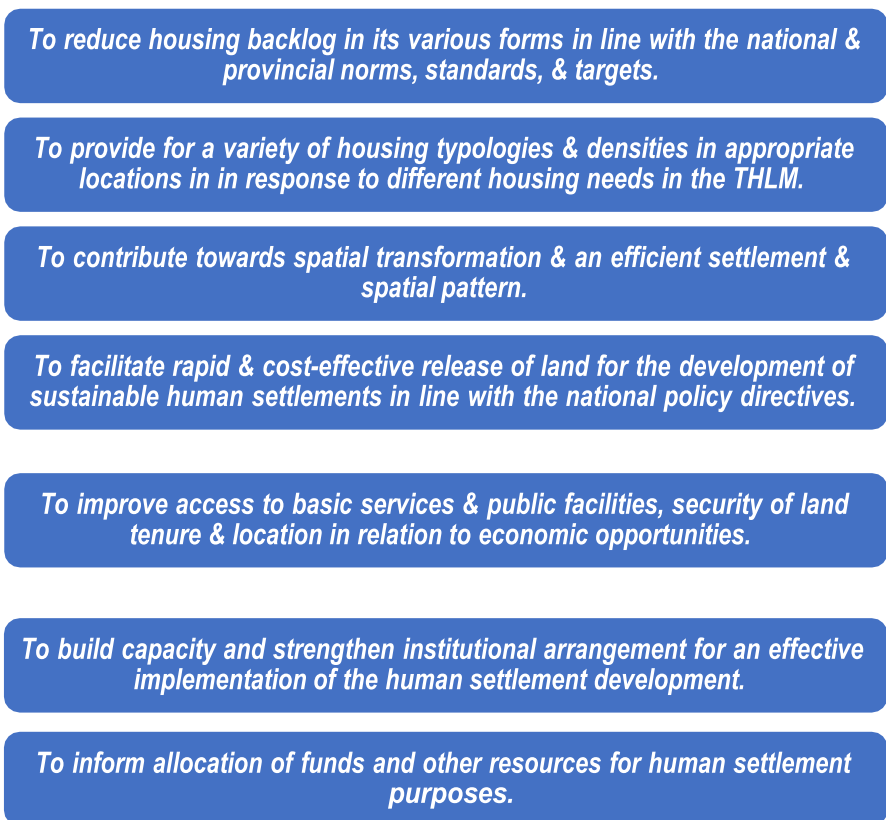 To reduce housing backlog in its various forms in line with the national &
provincial norms, standards, & targets.
To provide for a variety of housing typologies & densities in appropriate
locations in in response to different housing needs in the THLM.
To contribute towards spatial transformation & an efficient settlement &
spatial pattern.
To facilitate rapid & cost-effective release of land for the development of
sustainable human settlements in line with the national policy directives.
To improve access to basic services & public facilities, security of land
tenure & location in relation to economic opportunities.
To build capacity and strengthen institutional arrangement for an effective
implementation of the human settlement development.
To inform allocation of funds and other resources for human settlement
purposes.